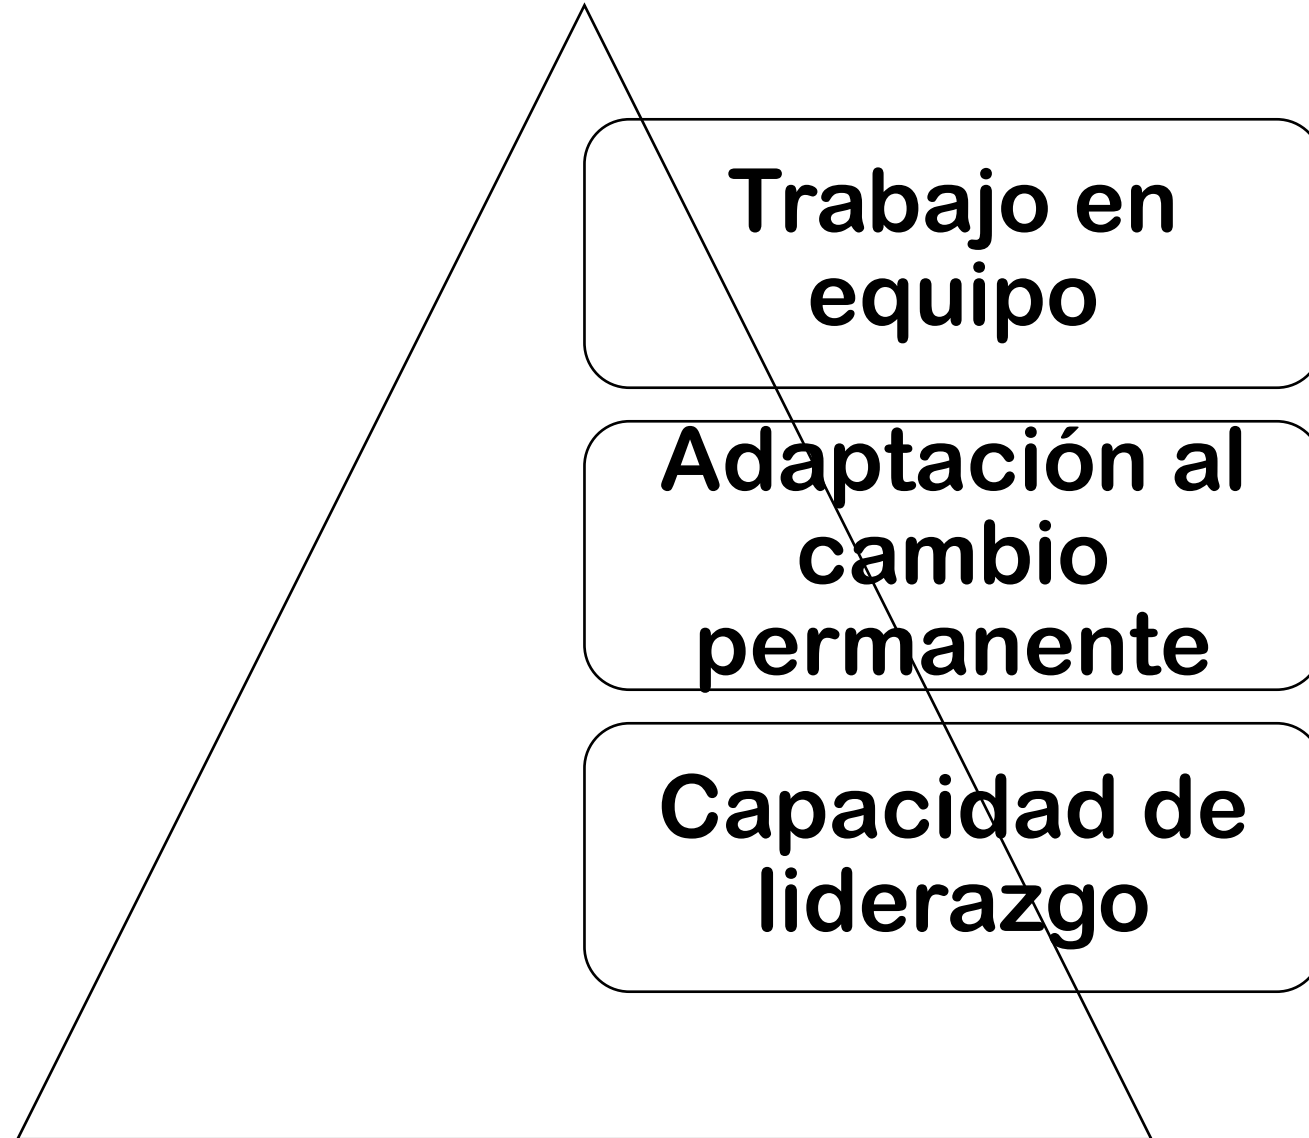 Trabajo en
equipo
Adaptación al
cambio
permanente
Capacidad de
liderazgo